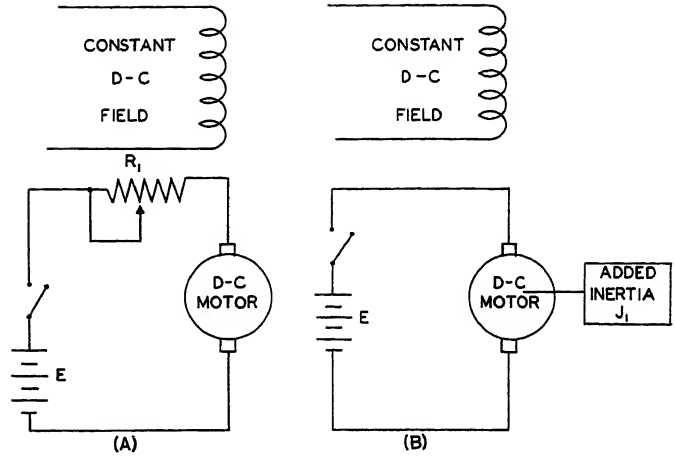 CONSTANT
D-C
FIELD
R1
D-C
MOTOR
E
(A)
CONSTANT
D-C
FIELD
D-C
MOTOR
ADDED
INERTIA
J1
E
(B)